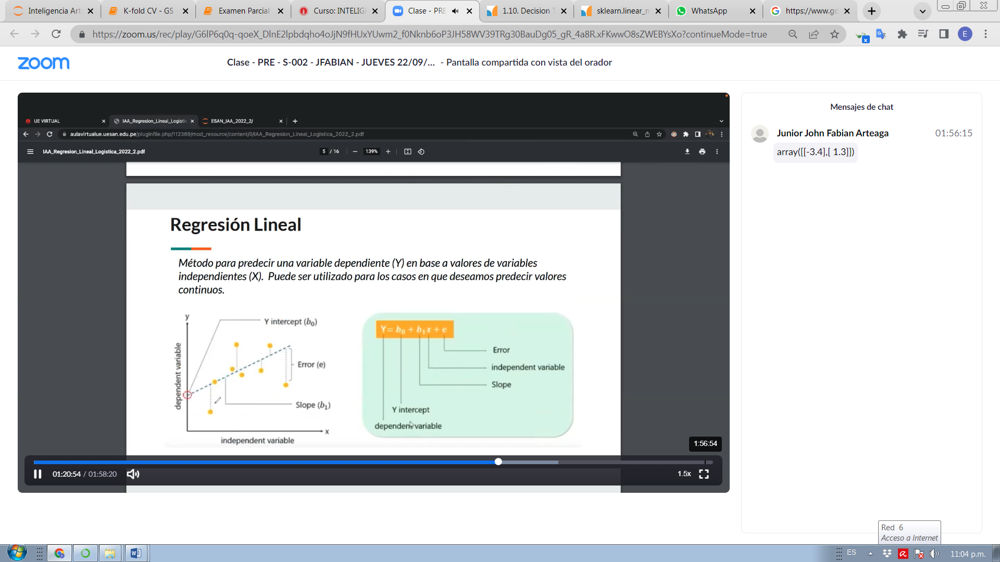 Inteligencia Art
K-fold CV - GS
Examen Parcial
Curso: INTELIGE
Clase - PRE
1.10. Decision T
sklearn.linear_m
WhatsApp
https://www.go
https://zoom.us/rec/play/G6lP6q0q-qoeX_DlnE2lpbdqho4oJjN9fHUxYUwm2_f0Nknb6oP3JH58WV39TRg30BauDg05_gR_4a8R.xFKwwO8sZWEBYsXo?continueMode=true
E
zoom
Clase - PRE - S-002 - JFABIAN - JUEVES 22/09/... - Pantalla compartida con vista del orador
UE VIRTUAL
IAA_Regresion_Lineal_Logistic
ESAN_IAA_2022_2/
aulavirtualue.uesan.edu.pe/pluginfile.php/112369/mod_resource/content/0/IAA_Regresion_Lineal_Logistica_2022_2.pdf
IAA_Regresion_Lineal_Logistica_2022_2.pdf
5 / 16
139%
Regresión Lineal
Método para predecir una variable dependiente (Y) en base a valores de variables
independientes (X). Puede ser utilizado para los casos en que deseamos predecir valores
continuos.
y
Y intercept (b₀)
Error (e)
Slope (b₁)
dependent variable
x
independent variable
Y= b₀ + b₁x + e
Error
independent variable
Slope
Y intercept
dependent variable
1:56:54
01:20:54 / 01:58:20
1.5x
Mensajes de chat
Junior John Fabian Arteaga 01:56:15
array([[-3.4],[ 1.3]])
Red 6
Acceso a Internet
ES
11:04 p.m.